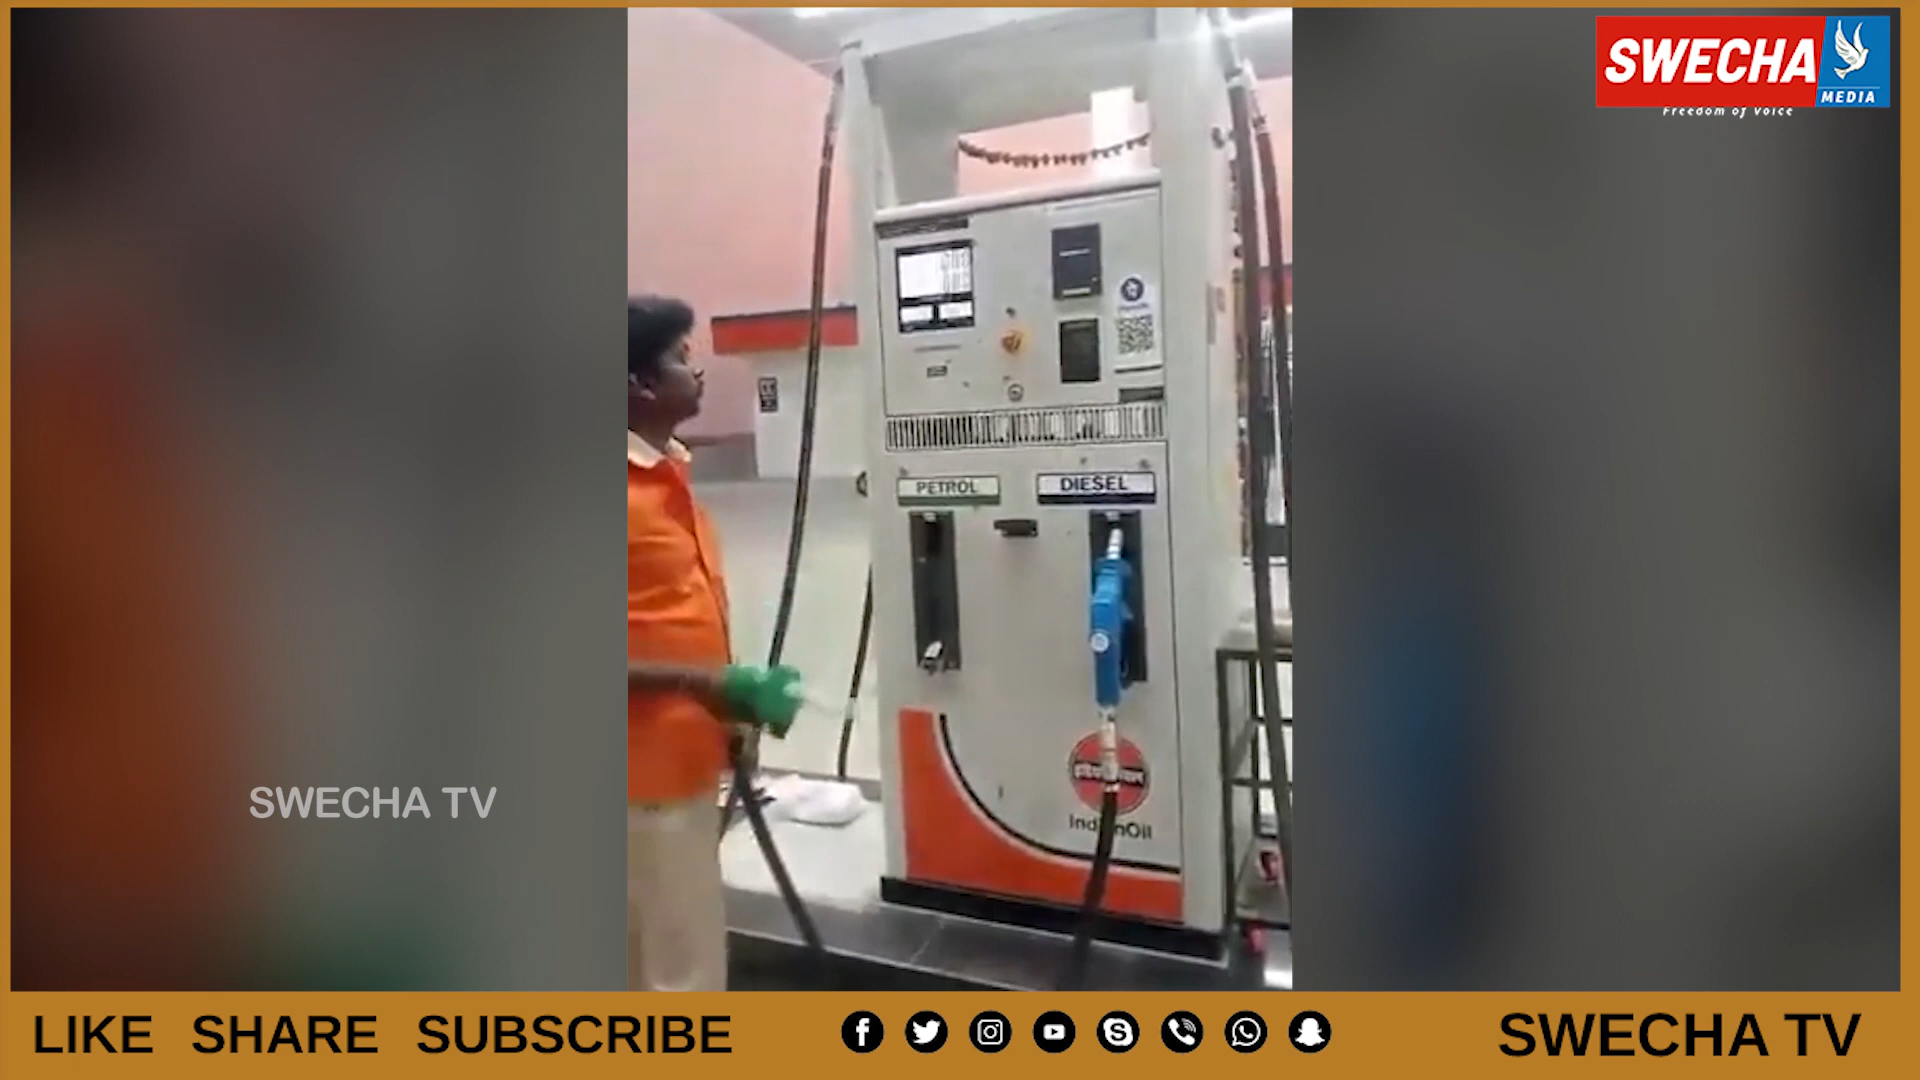 SWECHA
MEDIA
Freedom of Voice
PETROL
DIESEL
IndianOil
SWECHA TV
LIKE SHARE SUBSCRIBE
SWECHA TV